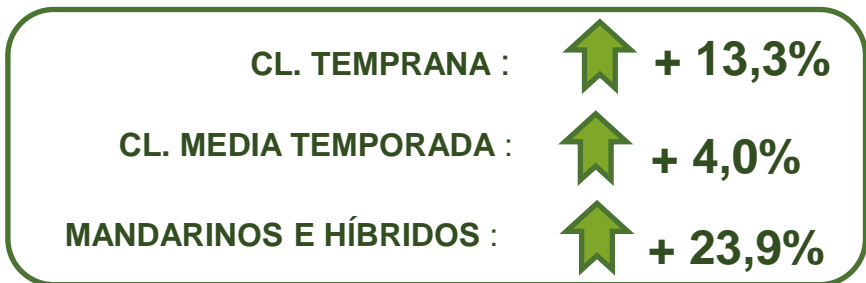 CL. TEMPRANA : + 13,3%
CL. MEDIA TEMPORADA : + 4,0%
MANDARINOS E HÍBRIDOS : + 23,9%